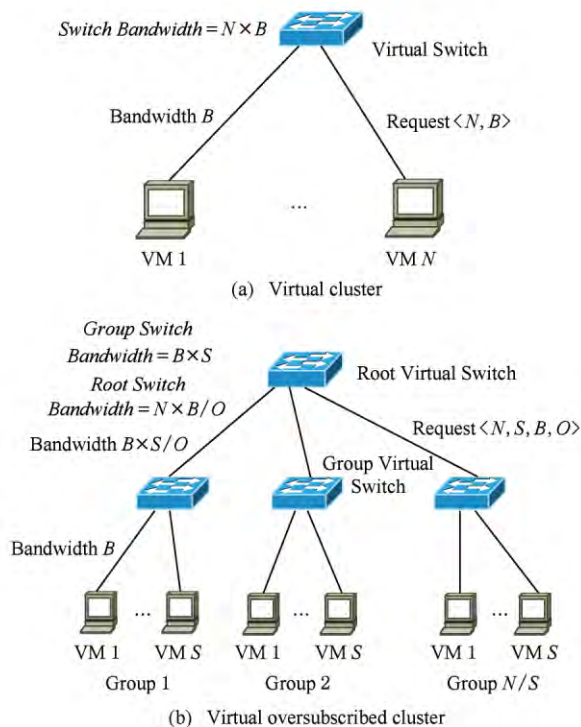 Switch Bandwidth = N × B
Virtual Switch
Bandwidth B
Request <N, B>
...
VM 1
VM N
(a) Virtual cluster
Group Switch
Bandwidth = B × S
Root Switch
Bandwidth = N × B/O
Root Virtual Switch
Bandwidth B × S/O
Request <N, S, B, O>
Group Virtual
Switch
Bandwidth B
... ... ...
VM 1 VM S VM 1 VM S VM 1 VM S
Group 1 Group 2 Group N/S
(b) Virtual oversubscribed cluster